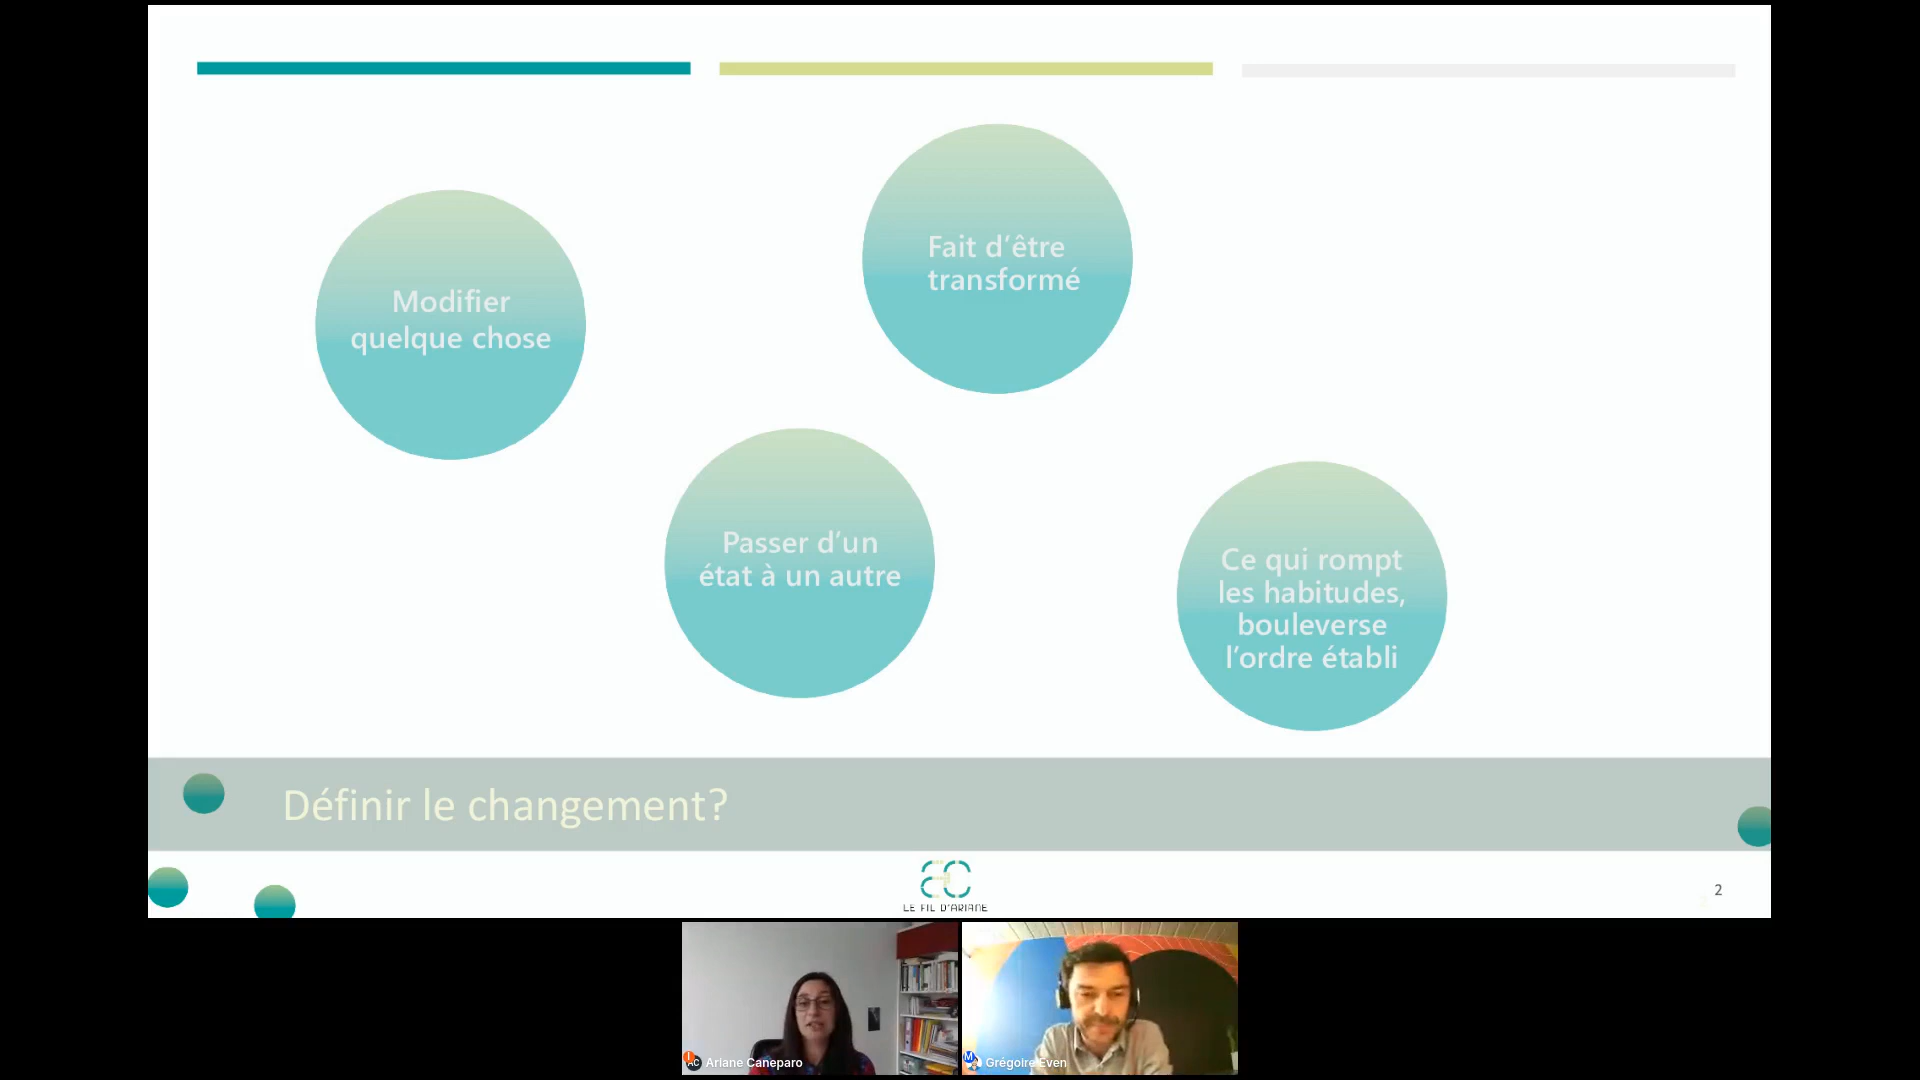 Modifier
quelque chose
Fait d’être
transformé
Passer d’un
état à un autre
Ce qui rompt
les habitudes,
bouleverse
l’ordre établi
Définir le changement?
LE FIL D'ARIANE
2
AC Ariane Caneparo
Grégoire Even